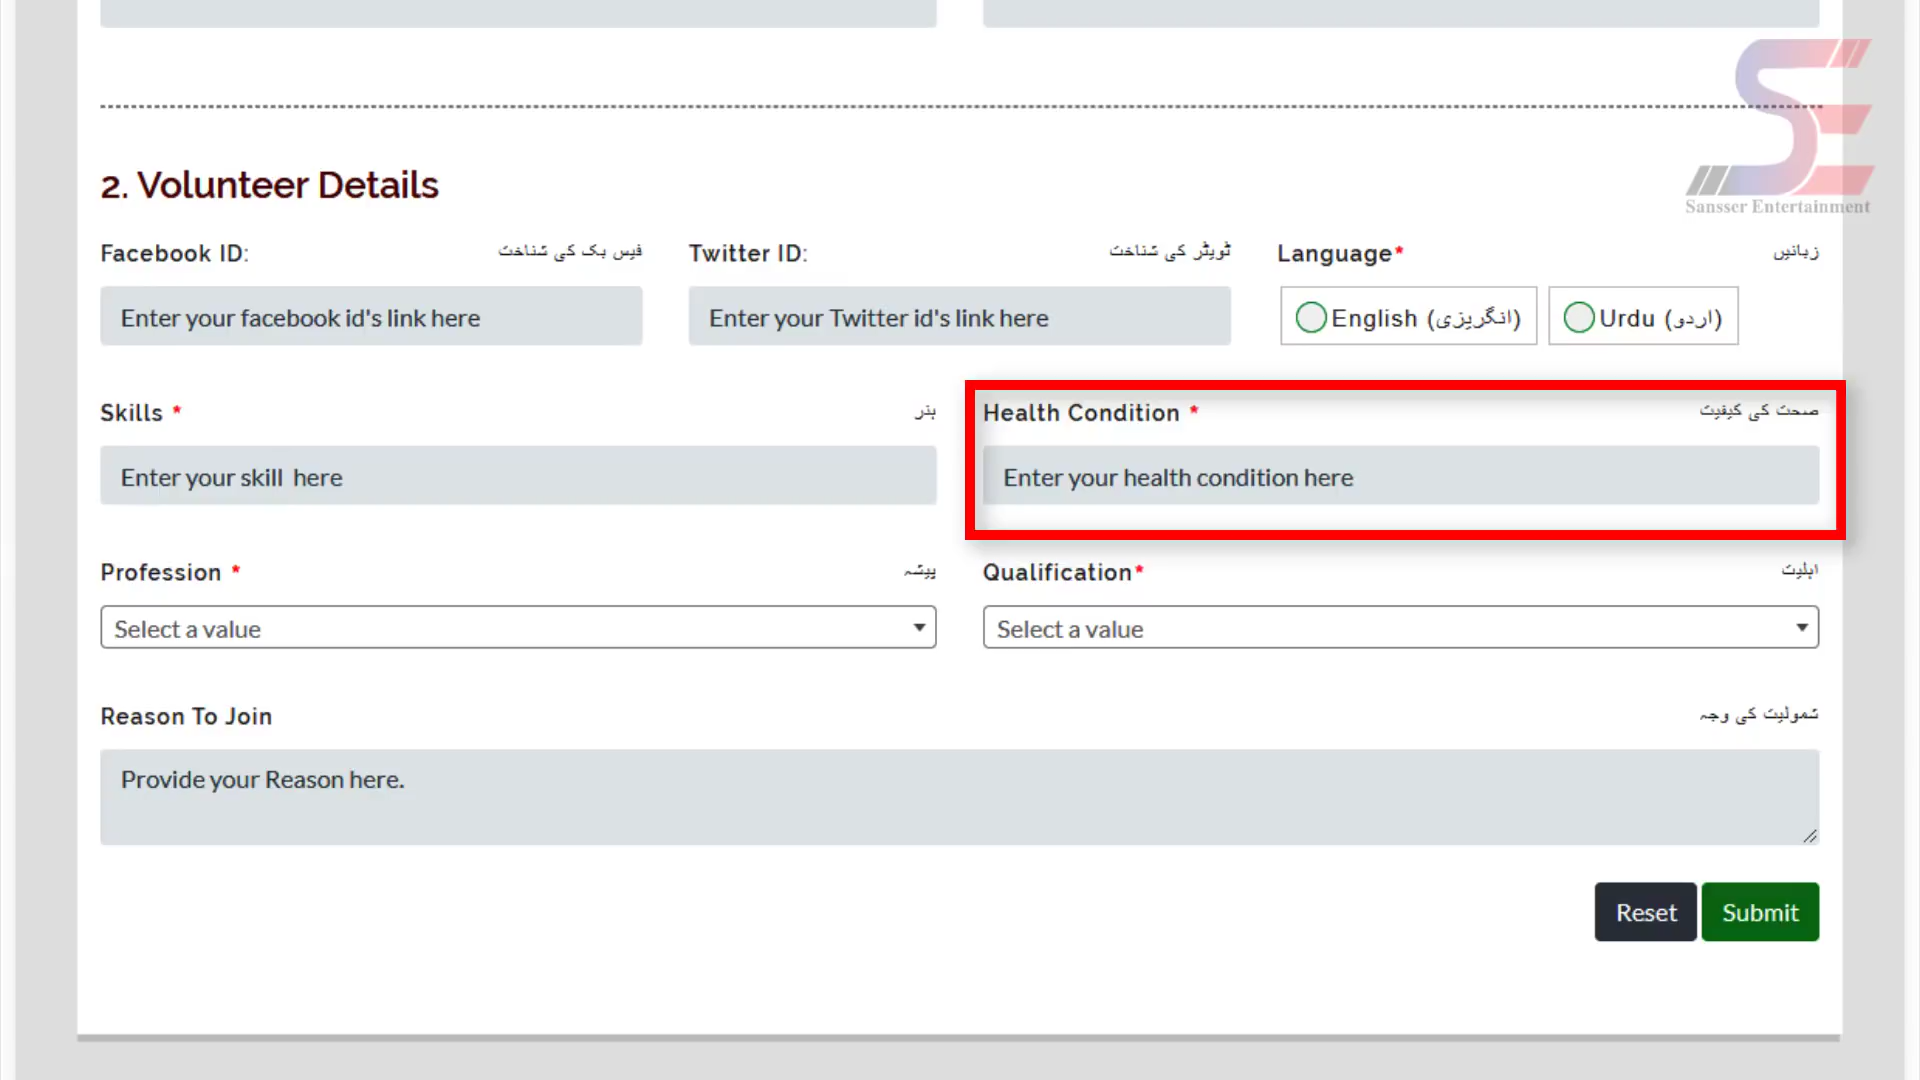 Sansser Entertainment
2. Volunteer Details
Facebook ID: فیس بک کی شناخت
Twitter ID: ٹویٹر کی شناخت
Language* زبانیں
Enter your facebook id's link here
Enter your Twitter id's link here
English (انگریزی)
Urdu (اردو)
Skills * ہنر
Health Condition * صحت کی کیفیت
Enter your skill here
Enter your health condition here
Profession * پیشہ
Qualification* اہلیت
Select a value
Select a value
Reason To Join شمولیت کی وجہ
Provide your Reason here.
Reset
Submit